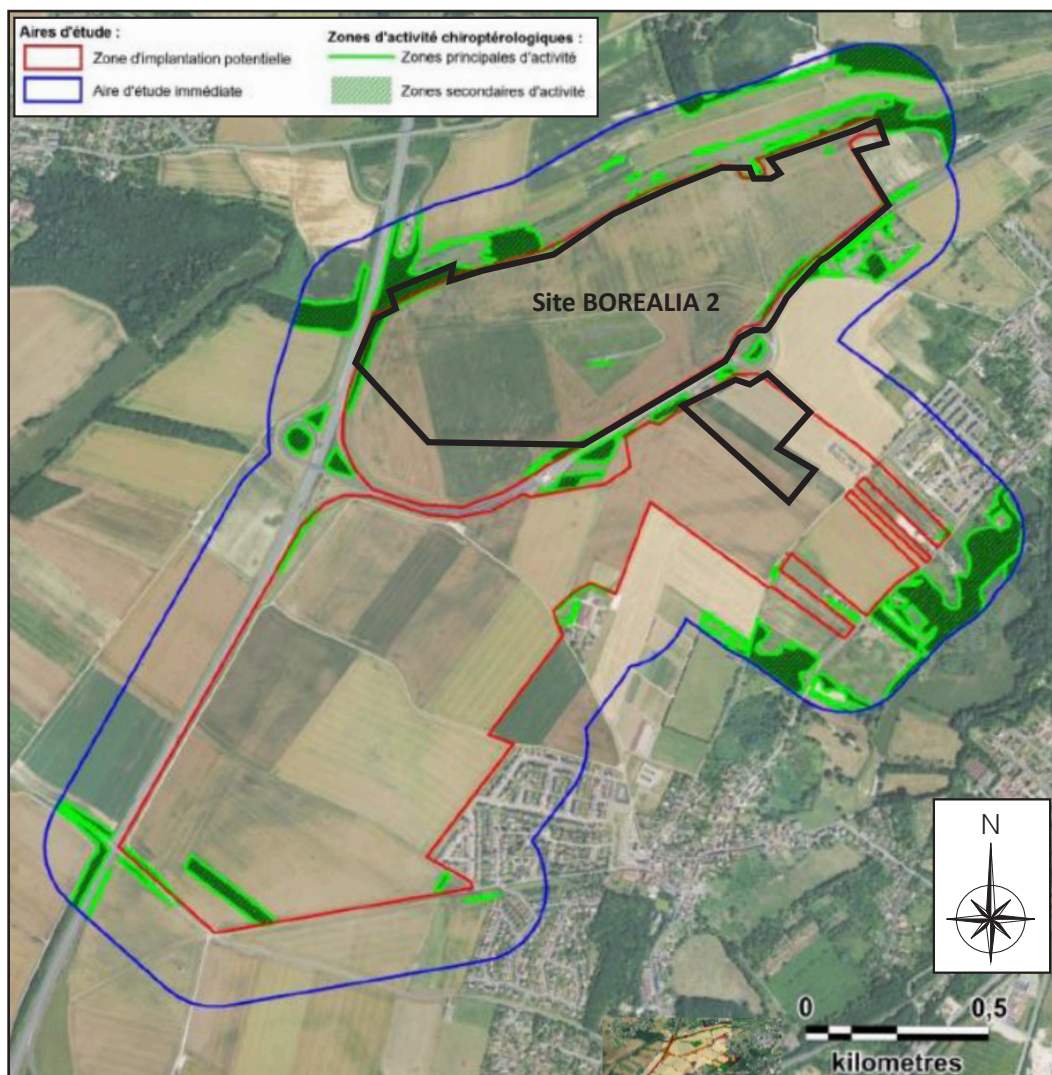 Aires d'étude :
Zone d'implantation potentielle
Aire d'étude immédiate
Zones d'activité chiroptérologiques :
Zones principales d'activité
Zones secondaires d'activité
Site BOREALIA 2
N
0 0,5
kilometres